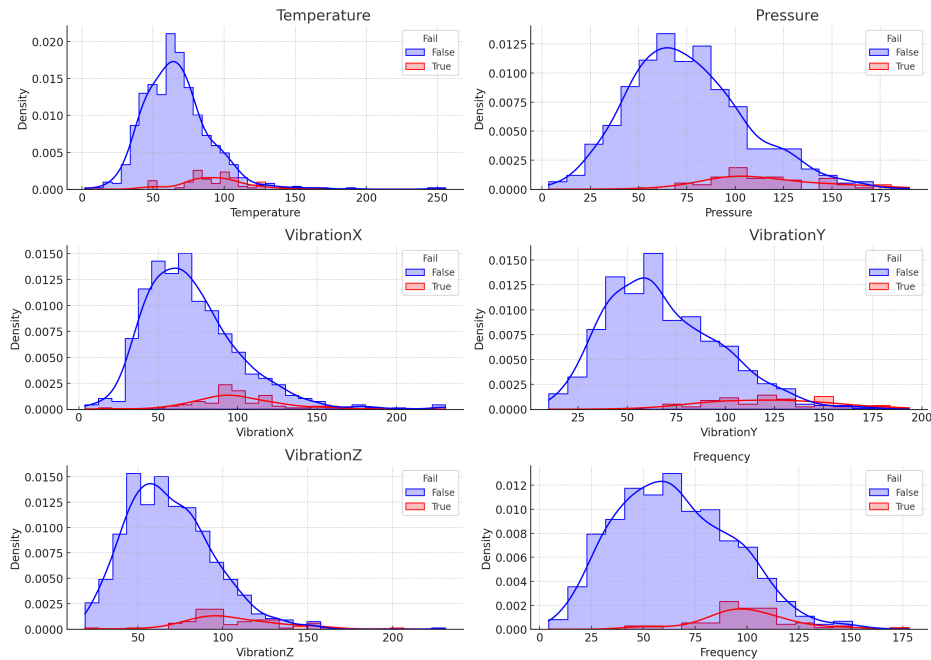 Temperature
Density
0.020
0.015
0.010
0.005
0.000
0
50
100
150
200
250
Temperature
Fail
False
True
Pressure
Density
0.0125
0.0100
0.0075
0.0050
0.0025
0.0000
0
25
50
75
100
125
150
175
Pressure
Fail
False
True
VibrationX
Density
0.0150
0.0125
0.0100
0.0075
0.0050
0.0025
0.0000
0
50
100
150
200
VibrationX
Fail
False
True
VibrationY
Density
0.0150
0.0125
0.0100
0.0075
0.0050
0.0025
0.0000
25
50
75
100
125
150
175
200
VibrationY
Fail
False
True
VibrationZ
Density
0.0150
0.0125
0.0100
0.0075
0.0050
0.0025
0.0000
50
100
150
200
VibrationZ
Fail
False
True
Frequency
Density
0.012
0.010
0.008
0.006
0.004
0.002
0.000
0
25
50
75
100
125
150
175
Frequency
Fail
False
True